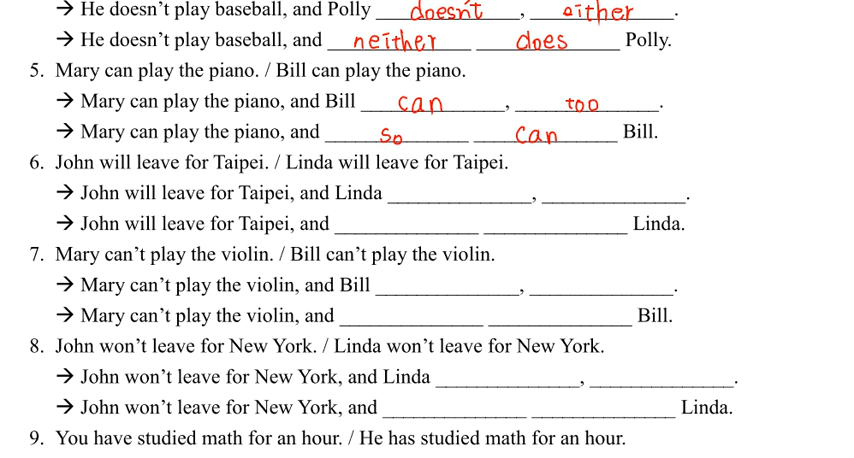 → He doesn't play baseball, and Polly doesn't, either.
→ He doesn't play baseball, and neither does Polly.
5. Mary can play the piano. / Bill can play the piano.
→ Mary can play the piano, and Bill can, too.
→ Mary can play the piano, and so can Bill.
6. John will leave for Taipei. / Linda will leave for Taipei.
→ John will leave for Taipei, and Linda ______________, ______________.
→ John will leave for Taipei, and ______________ ______________ Linda.
7. Mary can't play the violin. / Bill can't play the violin.
→ Mary can't play the violin, and Bill ______________, ______________.
→ Mary can't play the violin, and ______________ ______________ Bill.
8. John won't leave for New York. / Linda won't leave for New York.
→ John won't leave for New York, and Linda ______________, ______________.
→ John won't leave for New York, and ______________ ______________ Linda.
9. You have studied math for an hour. / He has studied math for an hour.